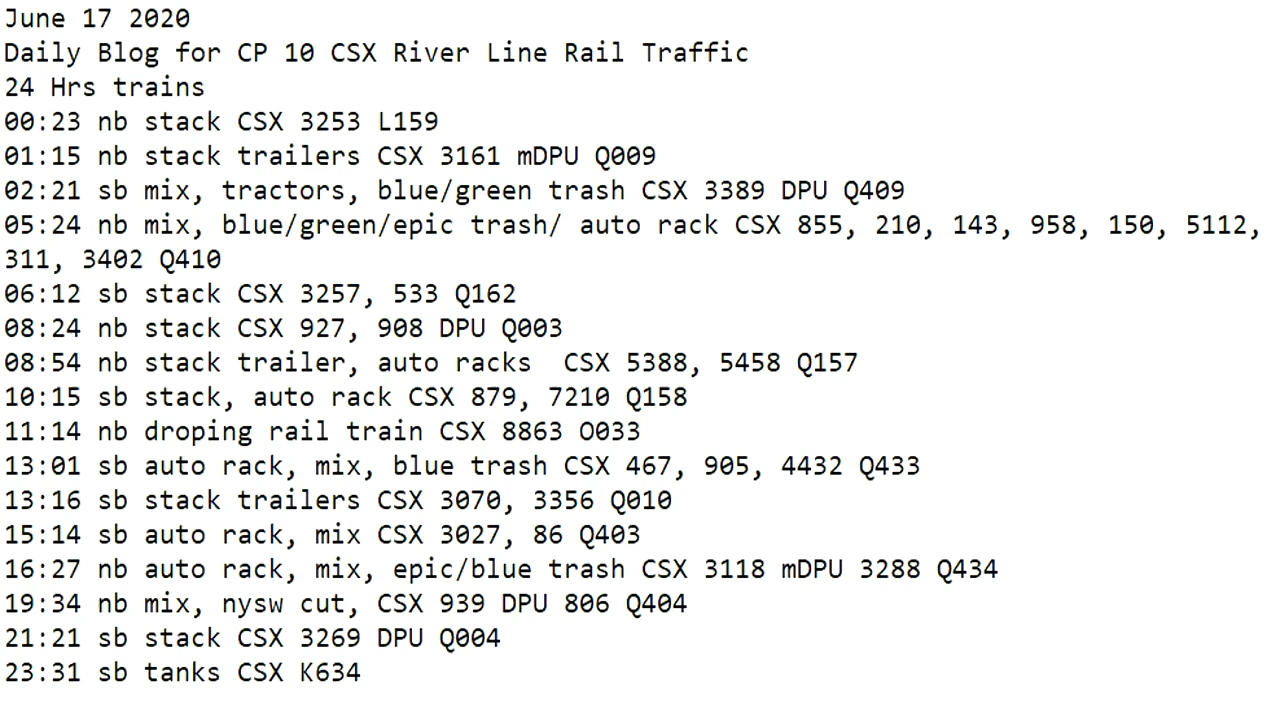 June 17 2020
Daily Blog for CP 10 CSX River Line Rail Traffic
24 Hrs trains
00:23 nb stack CSX 3253 L159
01:15 nb stack trailers CSX 3161 mDPU Q009
02:21 sb mix, tractors, blue/green trash CSX 3389 DPU Q409
05:24 nb mix, blue/green/epic trash/ auto rack CSX 855, 210, 143, 958, 150, 5112,
311, 3402 Q410
06:12 sb stack CSX 3257, 533 Q162
08:24 nb stack CSX 927, 908 DPU Q003
08:54 nb stack trailer, auto racks  CSX 5388, 5458 Q157
10:15 sb stack, auto rack CSX 879, 7210 Q158
11:14 nb droping rail train CSX 8863 O033
13:01 sb auto rack, mix, blue trash CSX 467, 905, 4432 Q433
13:16 sb stack trailers CSX 3070, 3356 Q010
15:14 sb auto rack, mix CSX 3027, 86 Q403
16:27 nb auto rack, mix, epic/blue trash CSX 3118 mDPU 3288 Q434
19:34 nb mix, nysw cut, CSX 939 DPU 806 Q404
21:21 sb stack CSX 3269 DPU Q004
23:31 sb tanks CSX K634